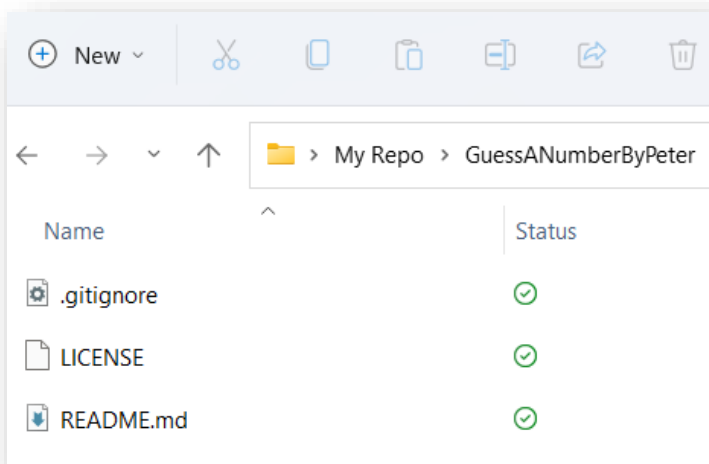 New
My Repo > GuessANumberByPeter
Name Status
.gitignore
LICENSE
README.md